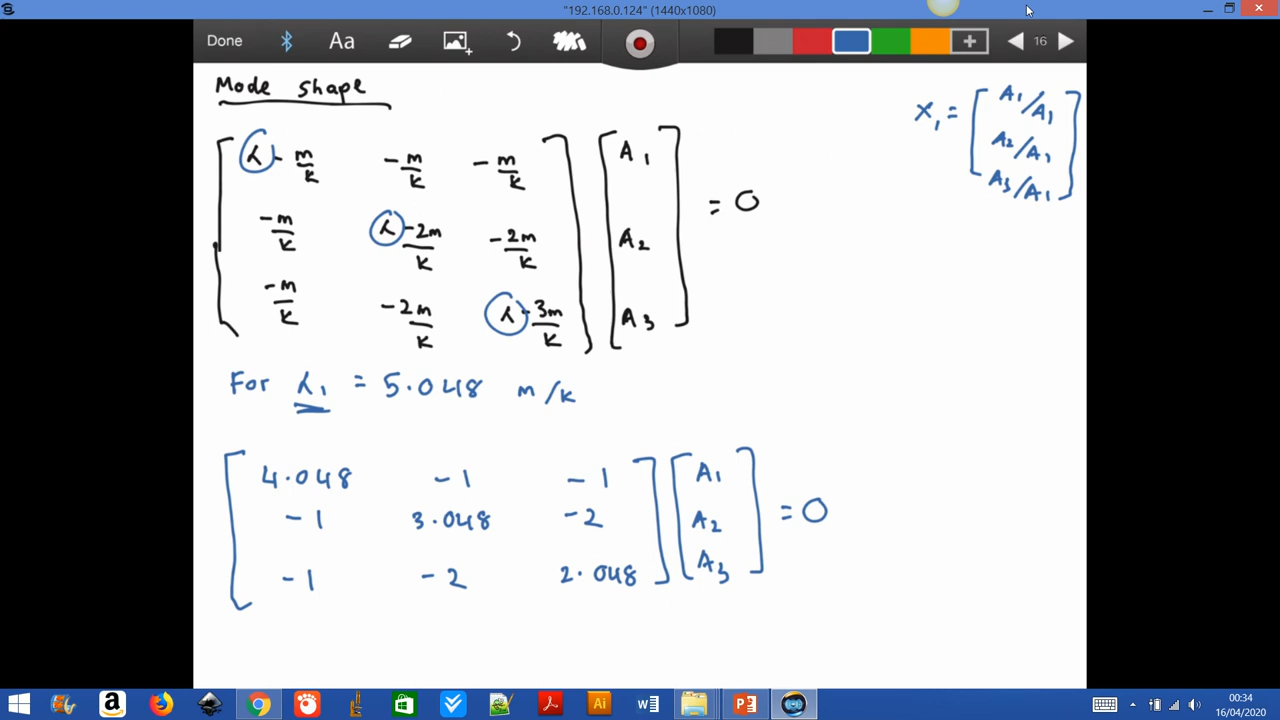 "192.168.0.124" (1440x1080)
Done Aa 16
Mode shape
[λ - m/k  -m/k  -m/k] [A1]
[-m/k  λ-2m/k  -2m/k] [A2] = 0
[-m/k  -2m/k  λ-3m/k] [A3]
X1 = [A1/A1
A2/A1
A3/A1]
For λ1 = 5.048 m/k
[4.048  -1  -1] [A1]
[-1  3.048  -2] [A2] = 0
[-1  -2  2.048] [A3]
00:34
16/04/2020